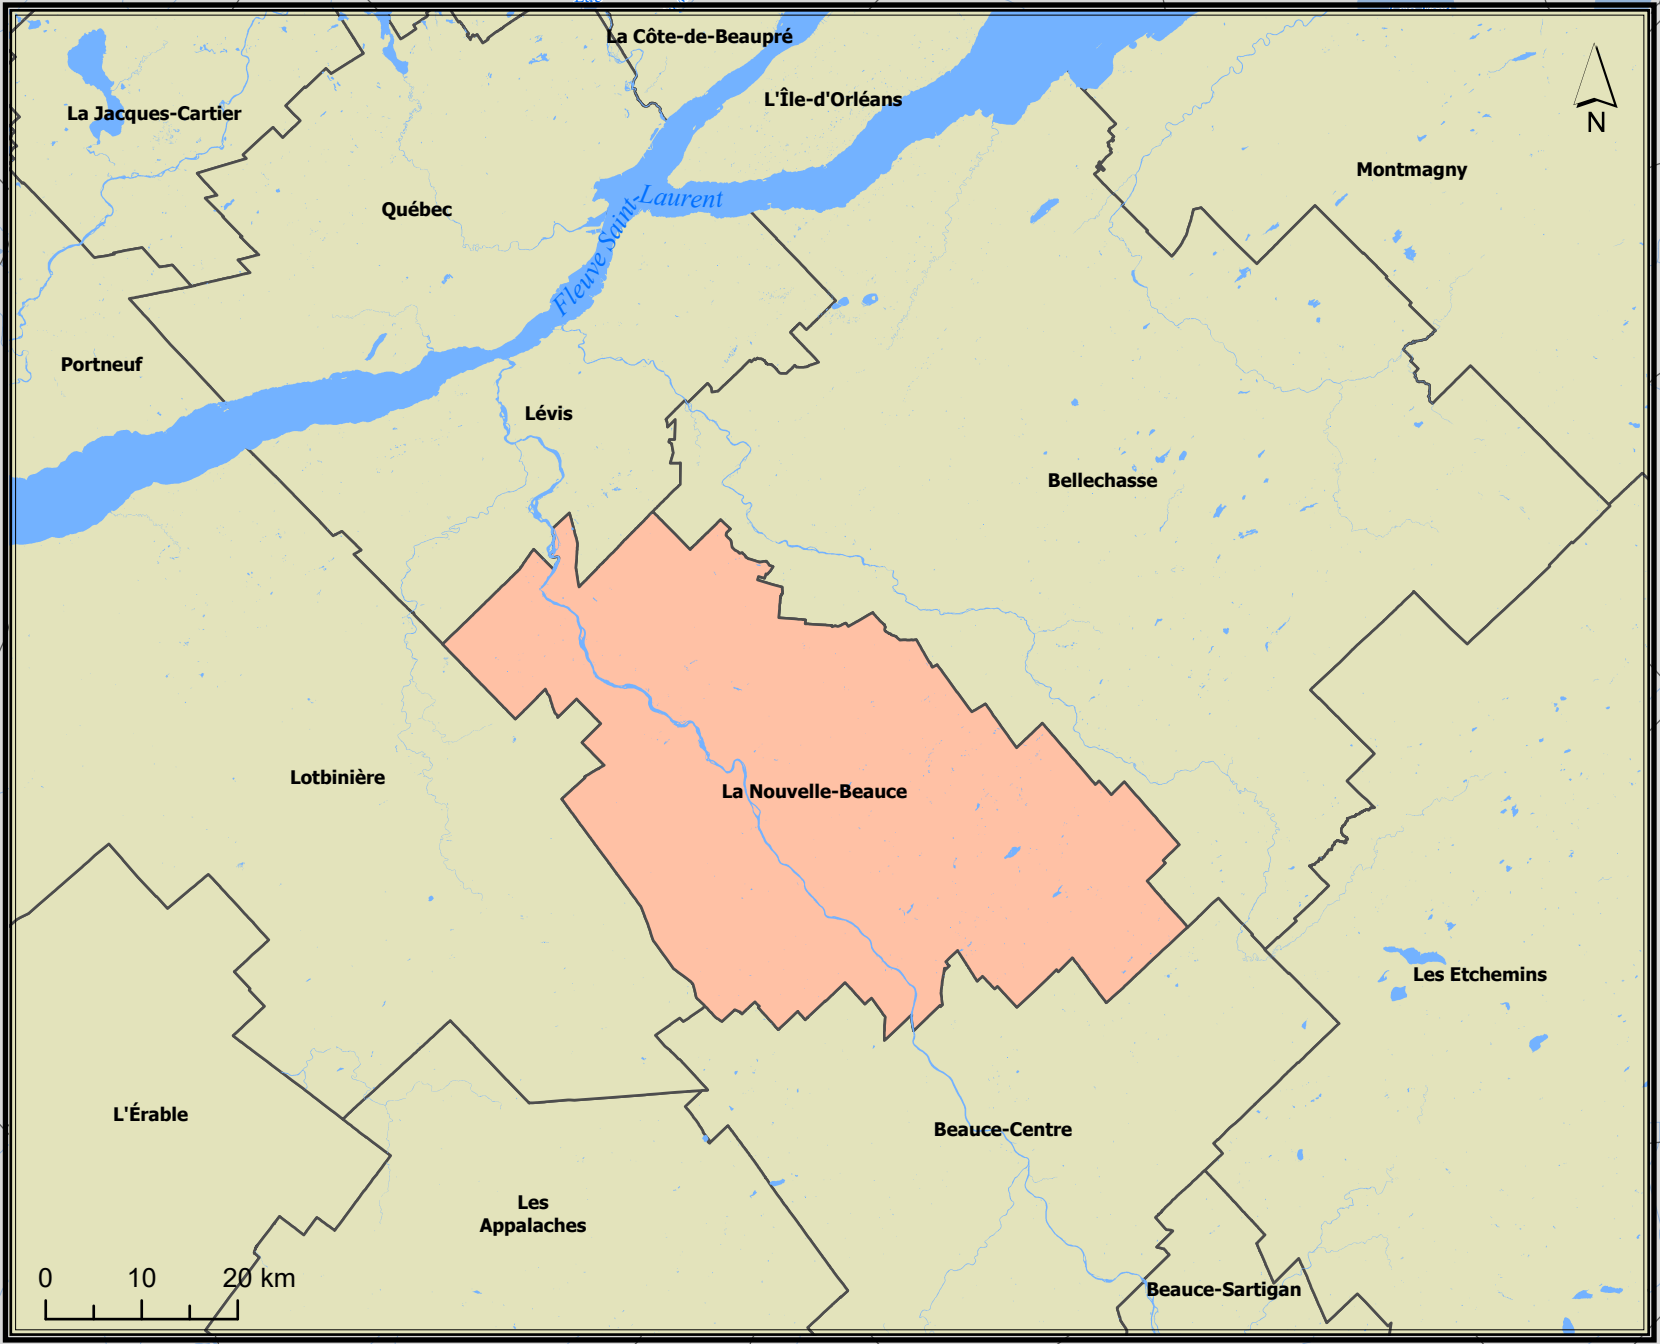 La Côte-de-Beaupré
L'Île-d'Orléans
La Jacques-Cartier
N
Montmagny
Québec
Fleuve Saint-Laurent
Portneuf
Lévis
Bellechasse
Lotbinière
La Nouvelle-Beauce
Les Etchemins
L'Érable
Beauce-Centre
Les
Appalaches
Beauce-Sartigan
0 10 20 km